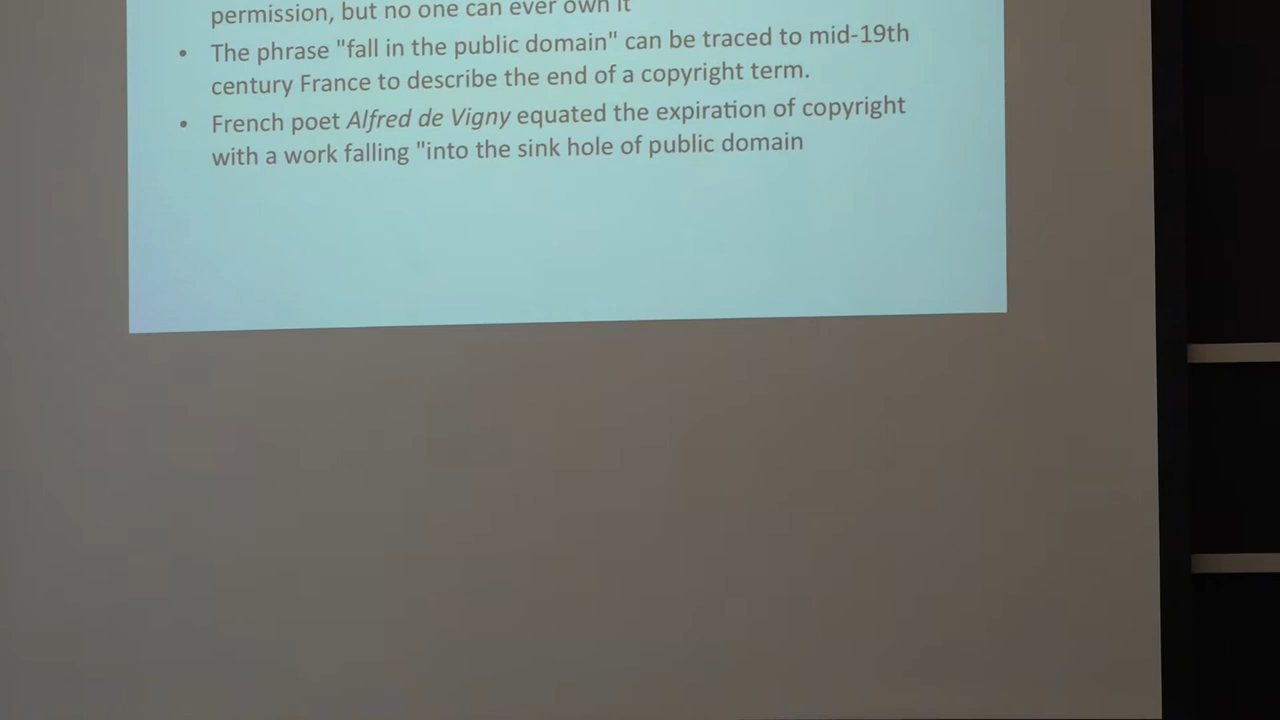 permission, but no one can ever own it
• The phrase "fall in the public domain" can be traced to mid-19th
century France to describe the end of a copyright term.
• French poet Alfred de Vigny equated the expiration of copyright
with a work falling "into the sink hole of public domain